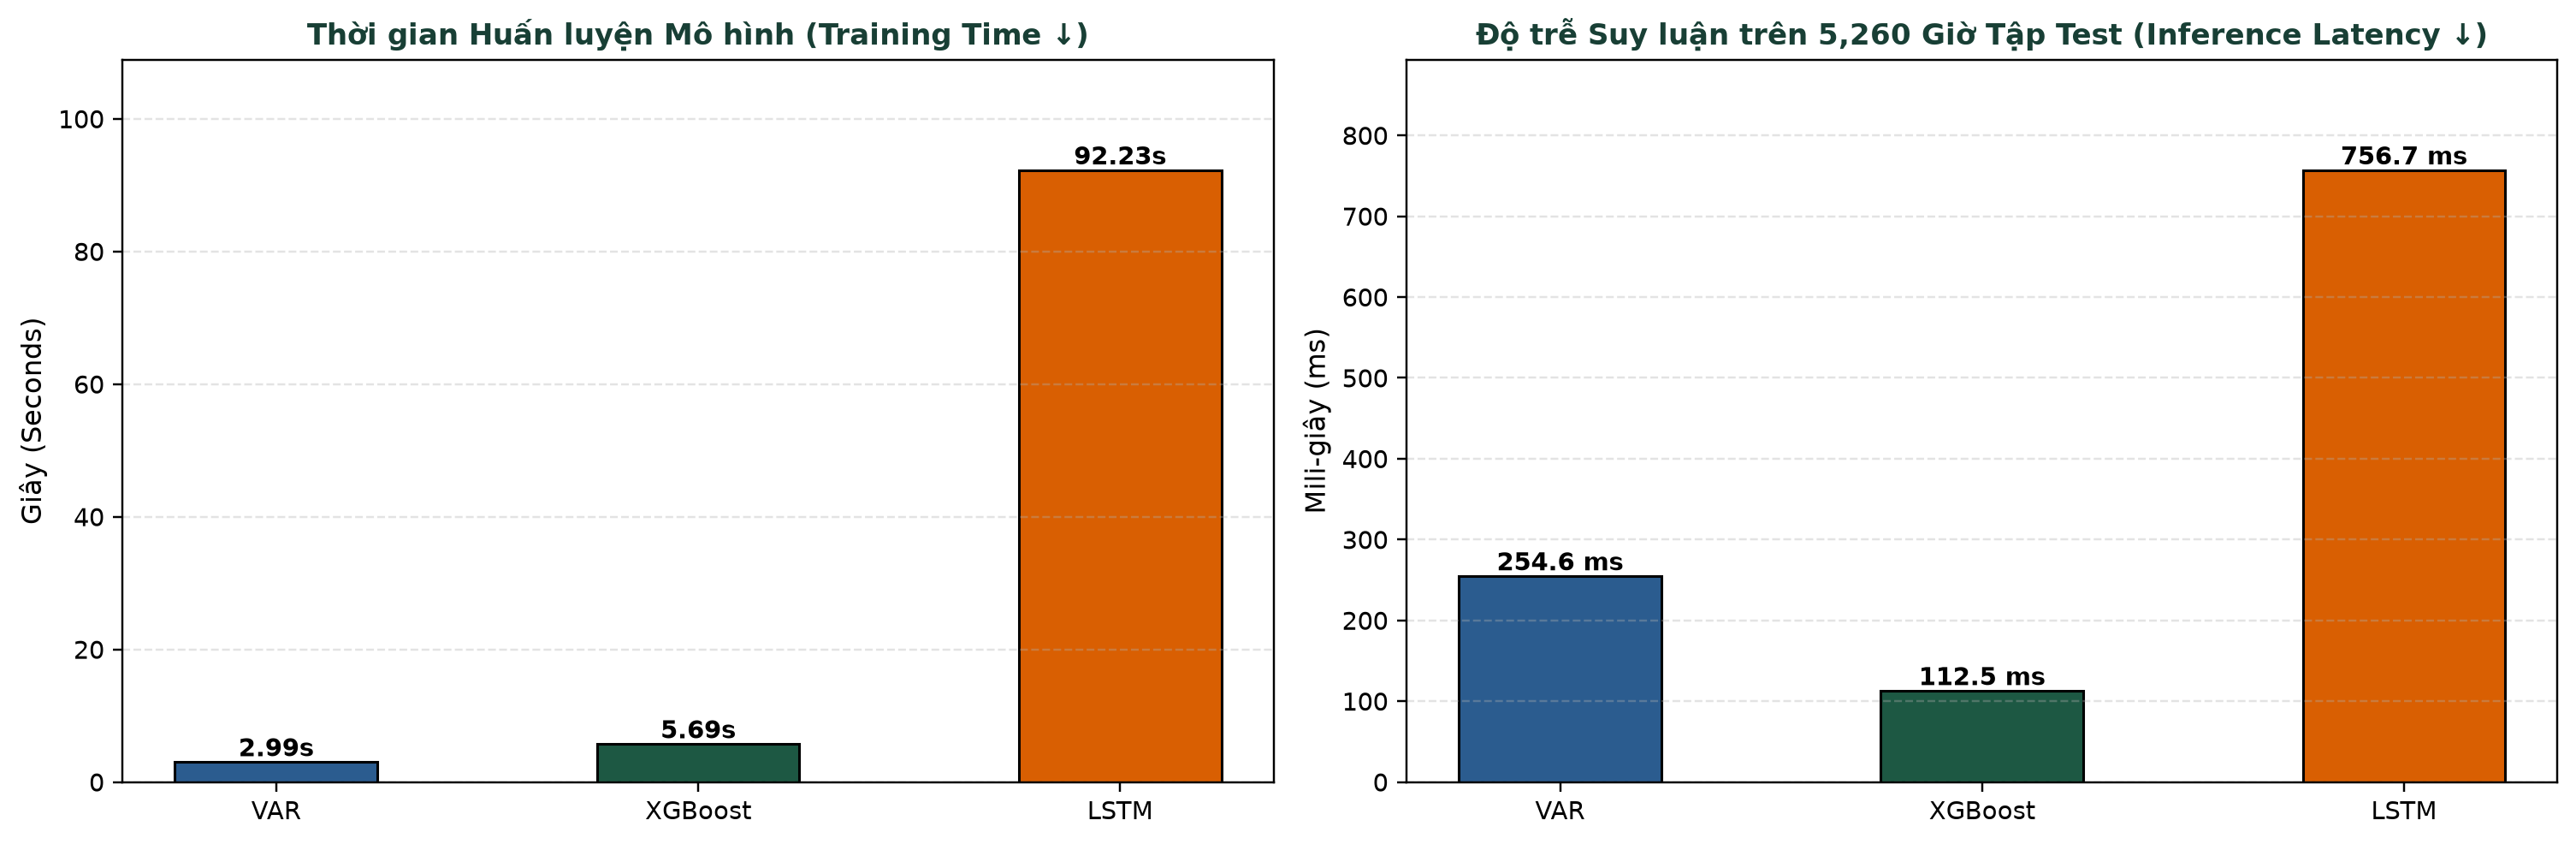 Thời gian Huấn luyện Mô hình (Training Time ↓)
Giây (Seconds)
100
80
60
40
20
0
2.99s
5.69s
92.23s
VAR
XGBoost
LSTM
Độ trễ Suy luận trên 5,260 Giờ Tập Test (Inference Latency ↓)
Mili-giây (ms)
800
700
600
500
400
300
200
100
0
254.6 ms
112.5 ms
756.7 ms
VAR
XGBoost
LSTM